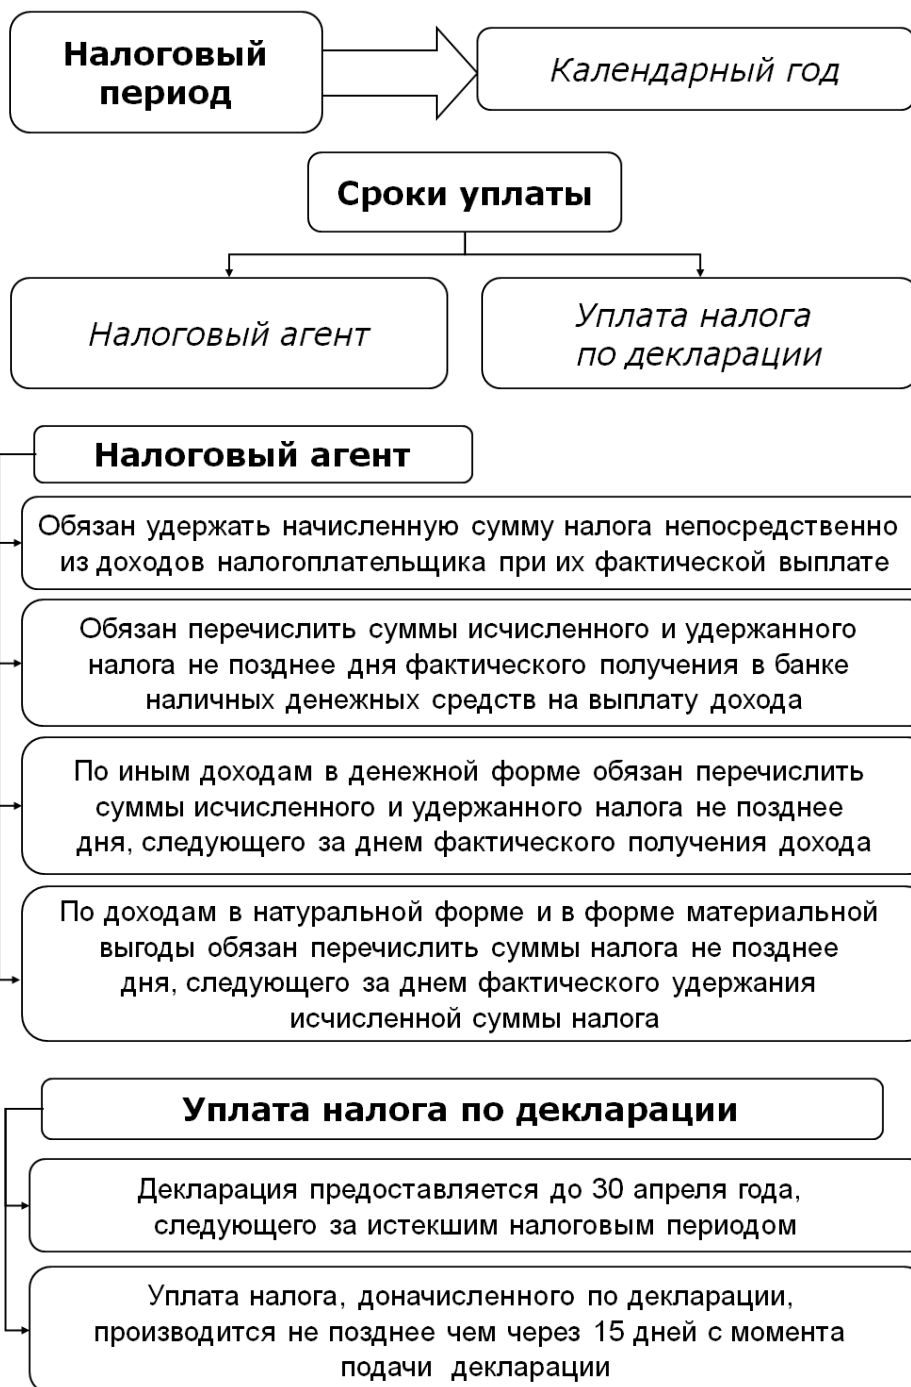 Налоговый
период
Календарный год
Сроки уплаты
Налоговый агент
Уплата налога
по декларации
Налоговый агент
Обязан удержать начисленную сумму налога непосредственно
из доходов налогоплательщика при их фактической выплате
Обязан перечислить суммы исчисленного и удержанного
налога не позднее дня фактического получения в банке
наличных денежных средств на выплату дохода
По иным доходам в денежной форме обязан перечислить
суммы исчисленного и удержанного налога не позднее
дня, следующего за днем фактического получения дохода
По доходам в натуральной форме и в форме материальной
выгоды обязан перечислить суммы налога не позднее
дня, следующего за днем фактического удержания
исчисленной суммы налога
Уплата налога по декларации
Декларация предоставляется до 30 апреля года,
следующего за истекшим налоговым периодом
Уплата налога, доначисленного по декларации,
производится не позднее чем через 15 дней с момента
подачи декларации